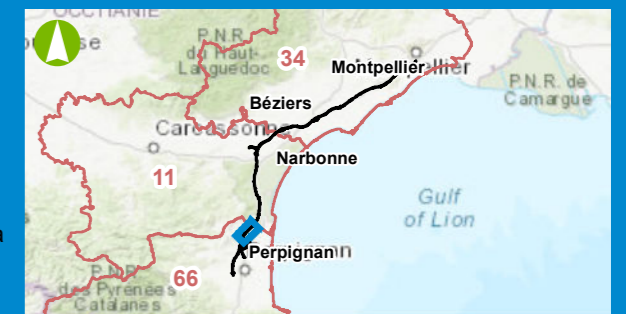 OCCITANIE
P.N.R.
du Haut-
Languedoc
34
Montpellier
P.N.R. de
Camargue
Béziers
Carcassonne
Narbonne
11
Gulf
of Lion
a
Perpignan
66
P.N.R.
des Pyrénées
Catalanes